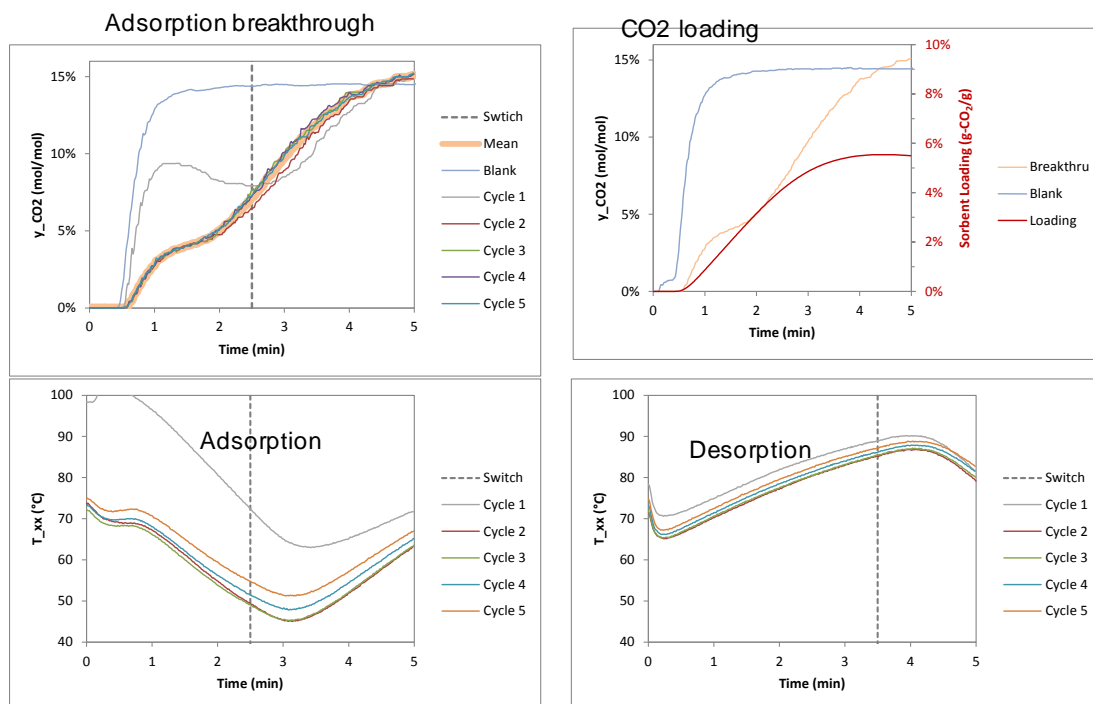 Adsorption breakthrough
15%
10%
5%
0%
y_CO2 (mol/mol)
0 1 2 3 4 5
Time (min)
Swtich
Mean
Blank
Cycle 1
Cycle 2
Cycle 3
Cycle 4
Cycle 5
CO2 loading
15%
10%
5%
0%
y_CO2 (mol/mol)
10%
8%
6%
4%
2%
0%
Sorbent Loading (g-CO₂/g)
0 1 2 3 4 5
Time (min)
Breakthru
Blank
Loading
Adsorption
100
90
80
70
60
50
40
T_xx (°C)
0 1 2 3 4 5
Time (min)
Switch
Cycle 1
Cycle 2
Cycle 3
Cycle 4
Cycle 5
Desorption
100
90
80
70
60
50
40
T_xx (°C)
0 1 2 3 4 5
Time (min)
Switch
Cycle 1
Cycle 2
Cycle 3
Cycle 4
Cycle 5